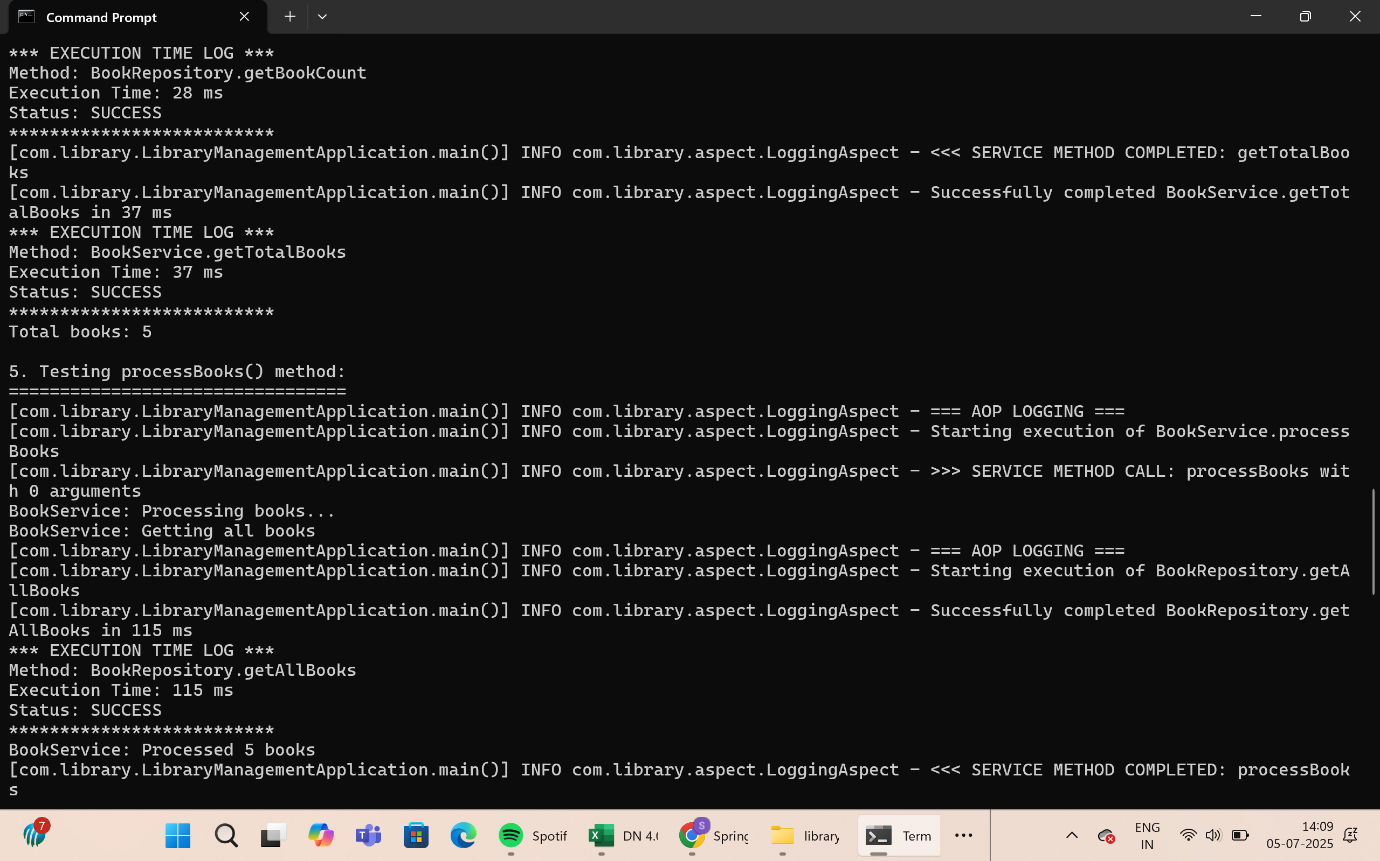 Command Prompt
*** EXECUTION TIME LOG ***
Method: BookRepository.getBookCount
Execution Time: 28 ms
Status: SUCCESS
**************************
[com.library.LibraryManagementApplication.main()] INFO com.library.aspect.LoggingAspect - <<< SERVICE METHOD COMPLETED: getTotalBoo
ks
[com.library.LibraryManagementApplication.main()] INFO com.library.aspect.LoggingAspect - Successfully completed BookService.getTot
alBooks in 37 ms
*** EXECUTION TIME LOG ***
Method: BookService.getTotalBooks
Execution Time: 37 ms
Status: SUCCESS
**************************
Total books: 5
5. Testing processBooks() method:
=================================
[com.library.LibraryManagementApplication.main()] INFO com.library.aspect.LoggingAspect - === AOP LOGGING ===
[com.library.LibraryManagementApplication.main()] INFO com.library.aspect.LoggingAspect - Starting execution of BookService.process
Books
[com.library.LibraryManagementApplication.main()] INFO com.library.aspect.LoggingAspect - >>> SERVICE METHOD CALL: processBooks wit
h 0 arguments
BookService: Processing books...
BookService: Getting all books
[com.library.LibraryManagementApplication.main()] INFO com.library.aspect.LoggingAspect - === AOP LOGGING ===
[com.library.LibraryManagementApplication.main()] INFO com.library.aspect.LoggingAspect - Starting execution of BookRepository.getA
llBooks
[com.library.LibraryManagementApplication.main()] INFO com.library.aspect.LoggingAspect - Successfully completed BookRepository.get
AllBooks in 115 ms
*** EXECUTION TIME LOG ***
Method: BookRepository.getAllBooks
Execution Time: 115 ms
Status: SUCCESS
**************************
BookService: Processed 5 books
[com.library.LibraryManagementApplication.main()] INFO com.library.aspect.LoggingAspect - <<< SERVICE METHOD COMPLETED: processBook
s
7 Spotif DN 4.( S Spring library Term ENG IN 14:09
05-07-2025